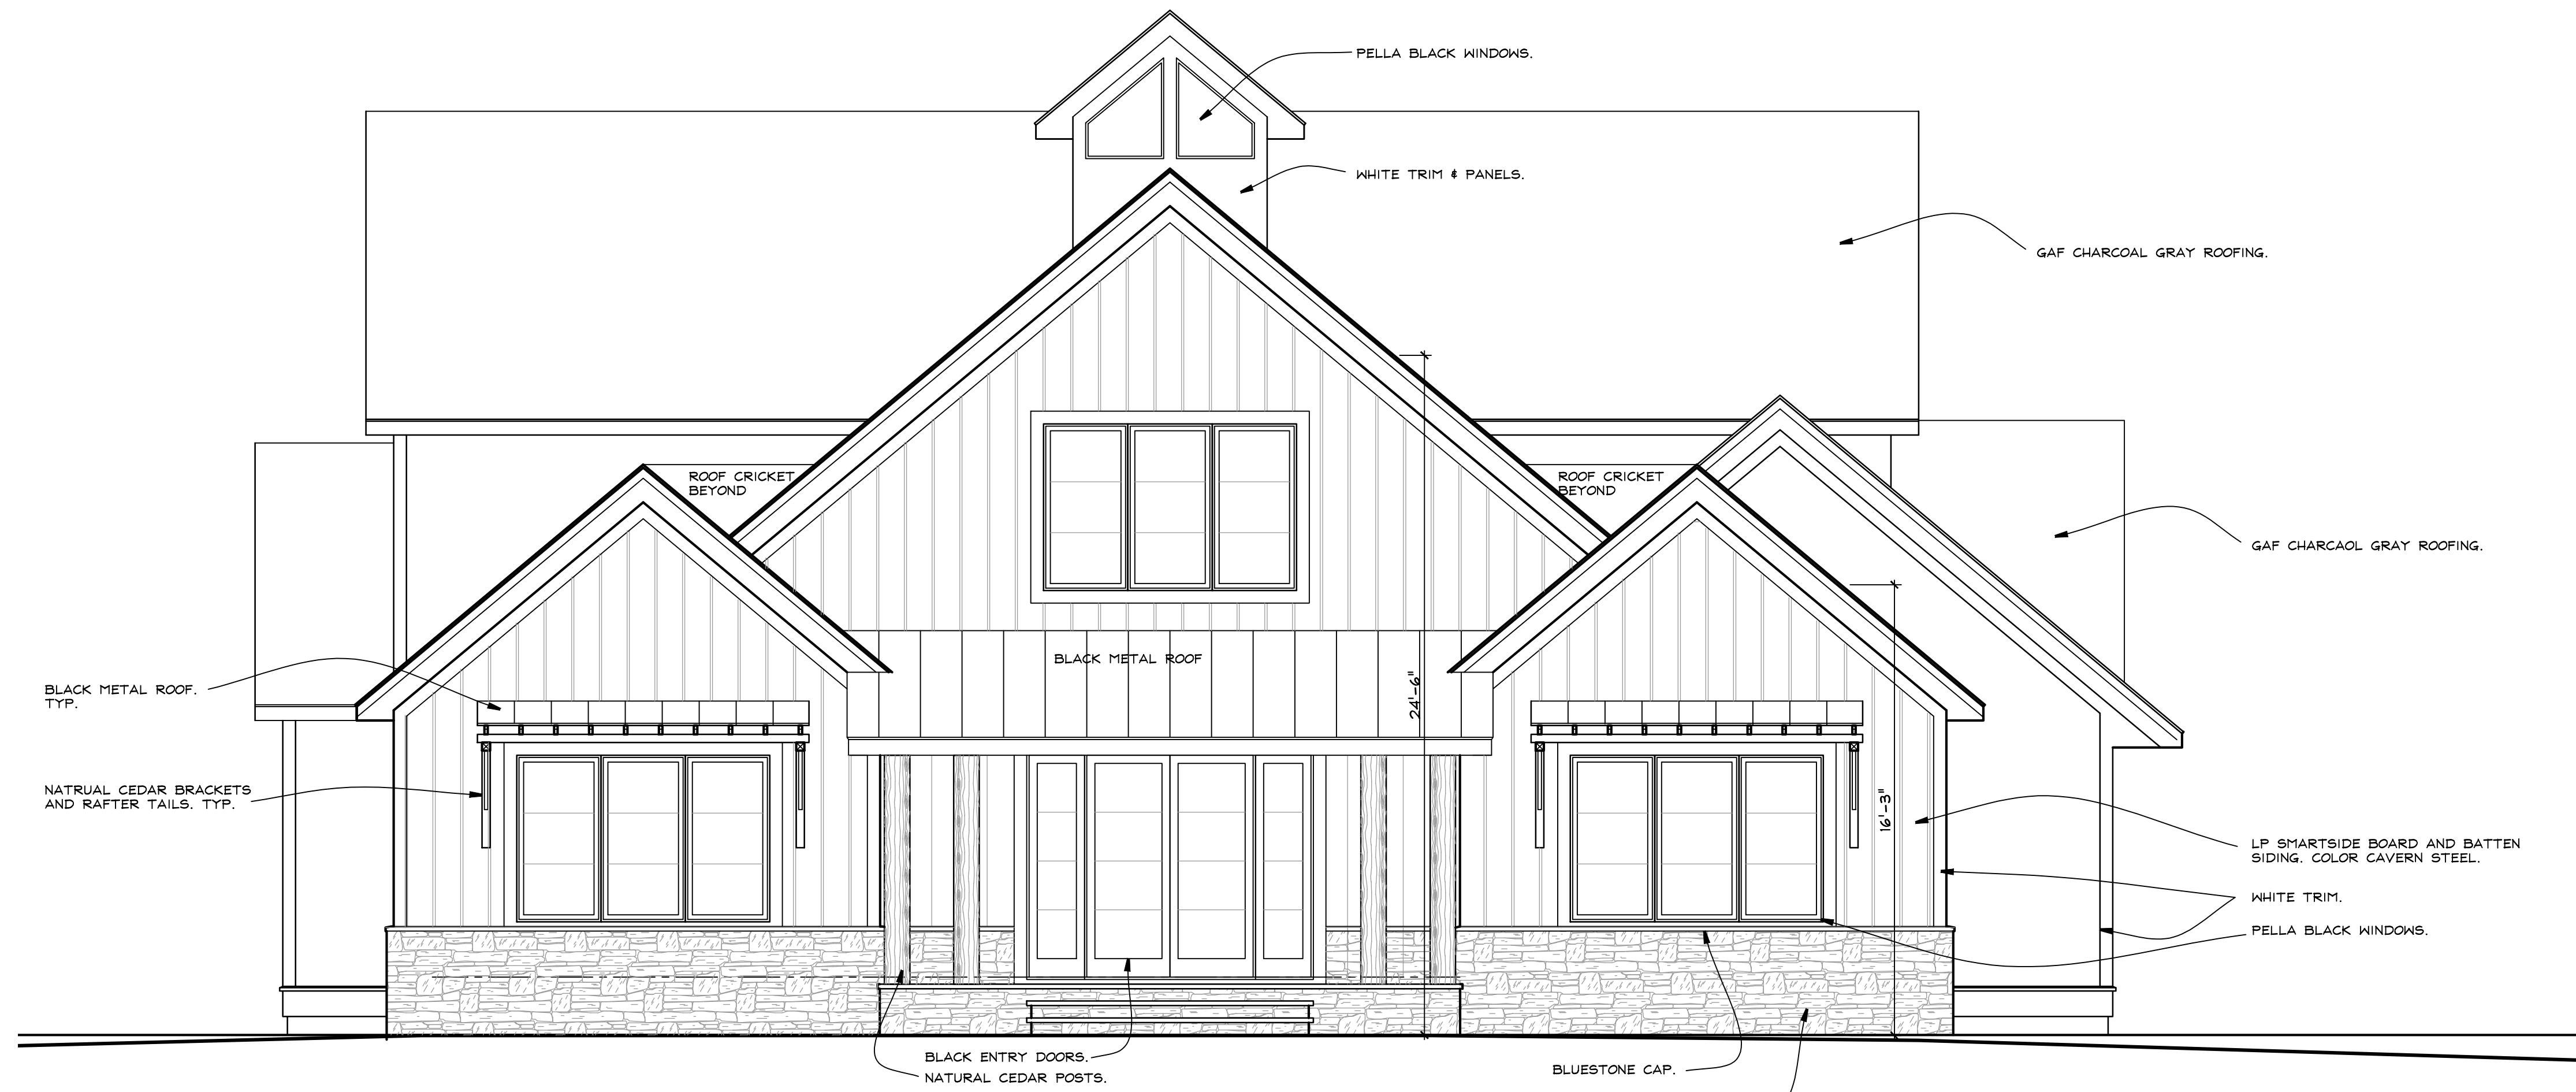 PELLA BLACK WINDOWS.
WHITE TRIM & PANELS.
GAF CHARCOAL GRAY ROOFING.
ROOF CRICKET
BEYOND
ROOF CRICKET
BEYOND
GAF CHARCAOL GRAY ROOFING.
BLACK METAL ROOF
BLACK METAL ROOF.
TYP.
24'-6"
16'-3"
NATRUAL CEDAR BRACKETS
AND RAFTER TAILS. TYP.
LP SMARTSIDE BOARD AND BATTEN
SIDING. COLOR CAVERN STEEL.
WHITE TRIM.
PELLA BLACK WINDOWS.
BLACK ENTRY DOORS.
NATURAL CEDAR POSTS.
BLUESTONE CAP.